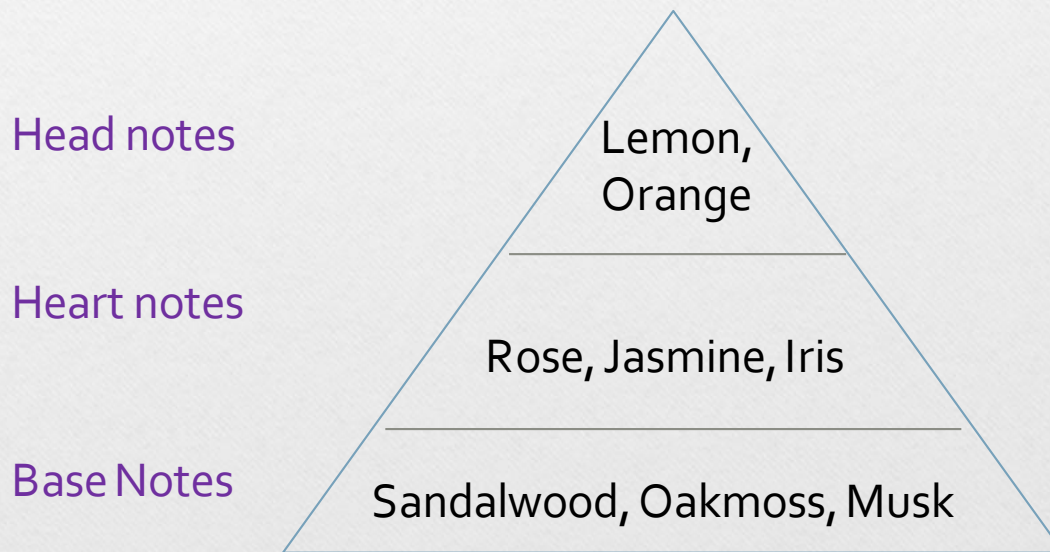 Head notes
Lemon,
Orange
Heart notes
Rose, Jasmine, Iris
Base Notes
Sandalwood, Oakmoss, Musk